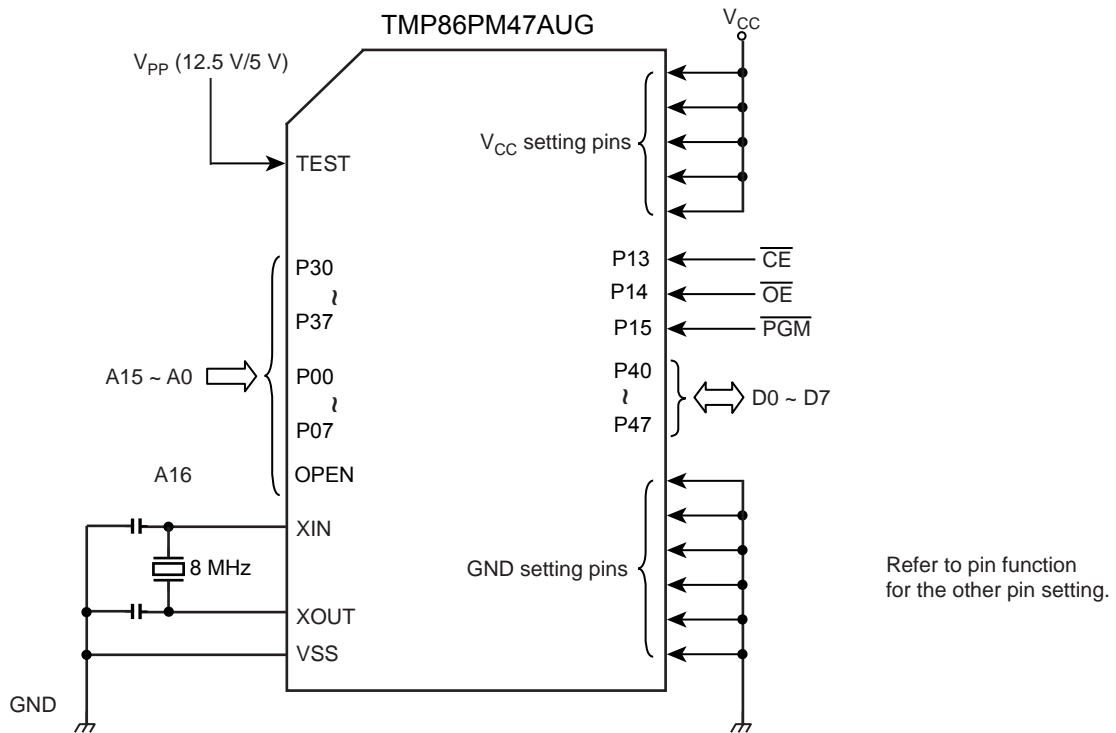 TMP86PM47AUG
VCC
VPP (12.5 V/5 V)
VCC setting pins
TEST
P30
~
P37
A15 ~ A0
P00
~
P07
A16
OPEN
XIN
8 MHz
XOUT
VSS
GND
P13
CE
P14
OE
P15
PGM
P40
~
P47
D0 ~ D7
GND setting pins
Refer to pin function
for the other pin setting.